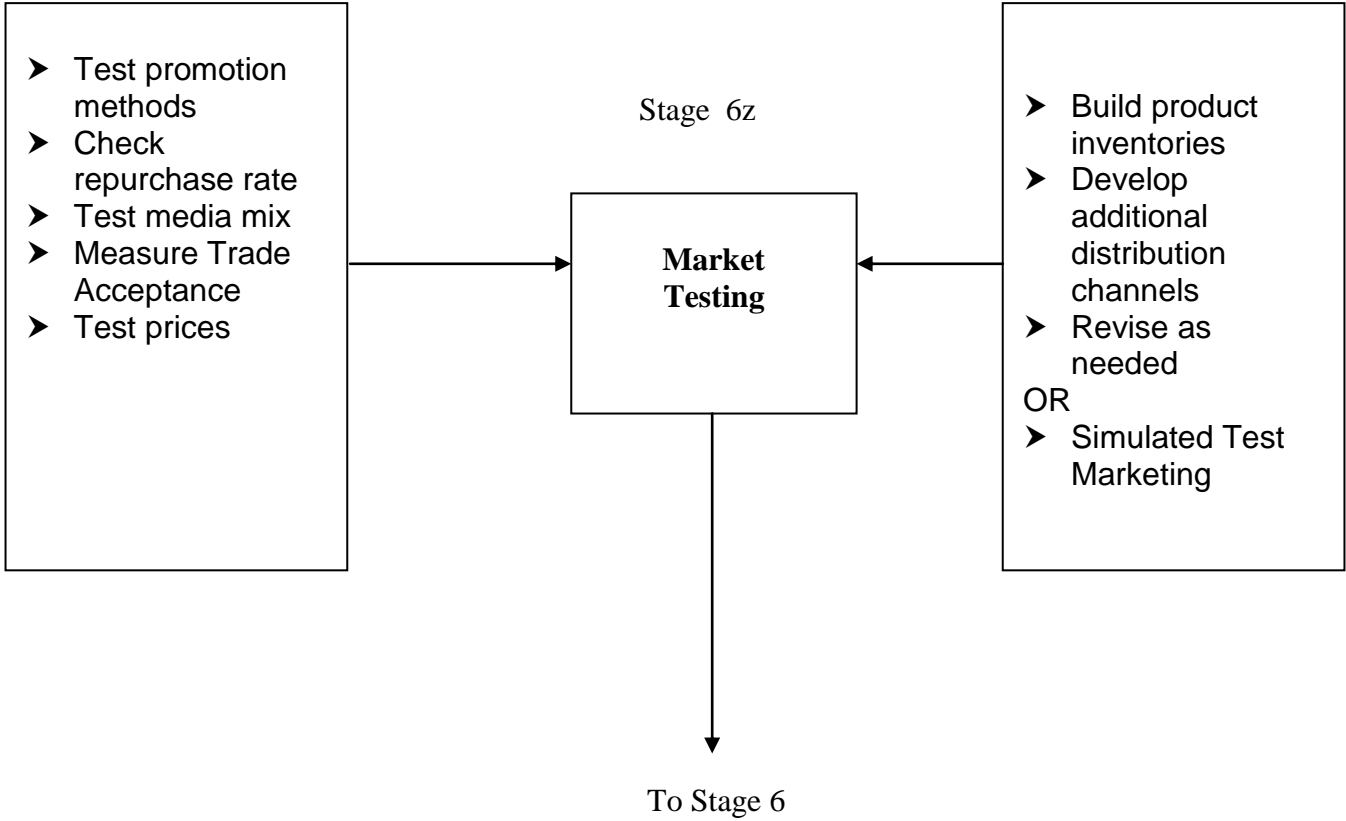 ➤ Test promotion
methods
➤ Check
repurchase rate
➤ Test media mix
➤ Measure Trade
Acceptance
➤ Test prices
Stage 6z
Market
Testing
➤ Build product
inventories
➤ Develop
additional
distribution
channels
➤ Revise as
needed
OR
➤ Simulated Test
Marketing
To Stage 6